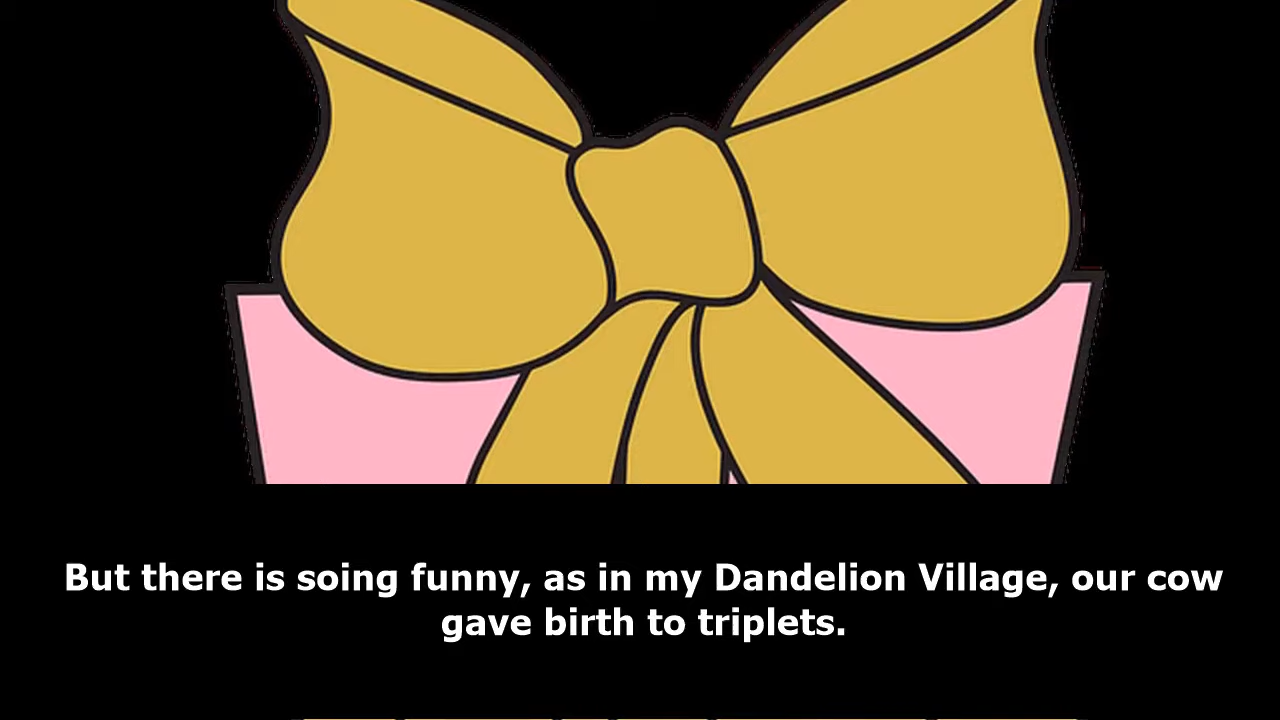 But there is soing funny, as in my Dandelion Village, our cow
gave birth to triplets.